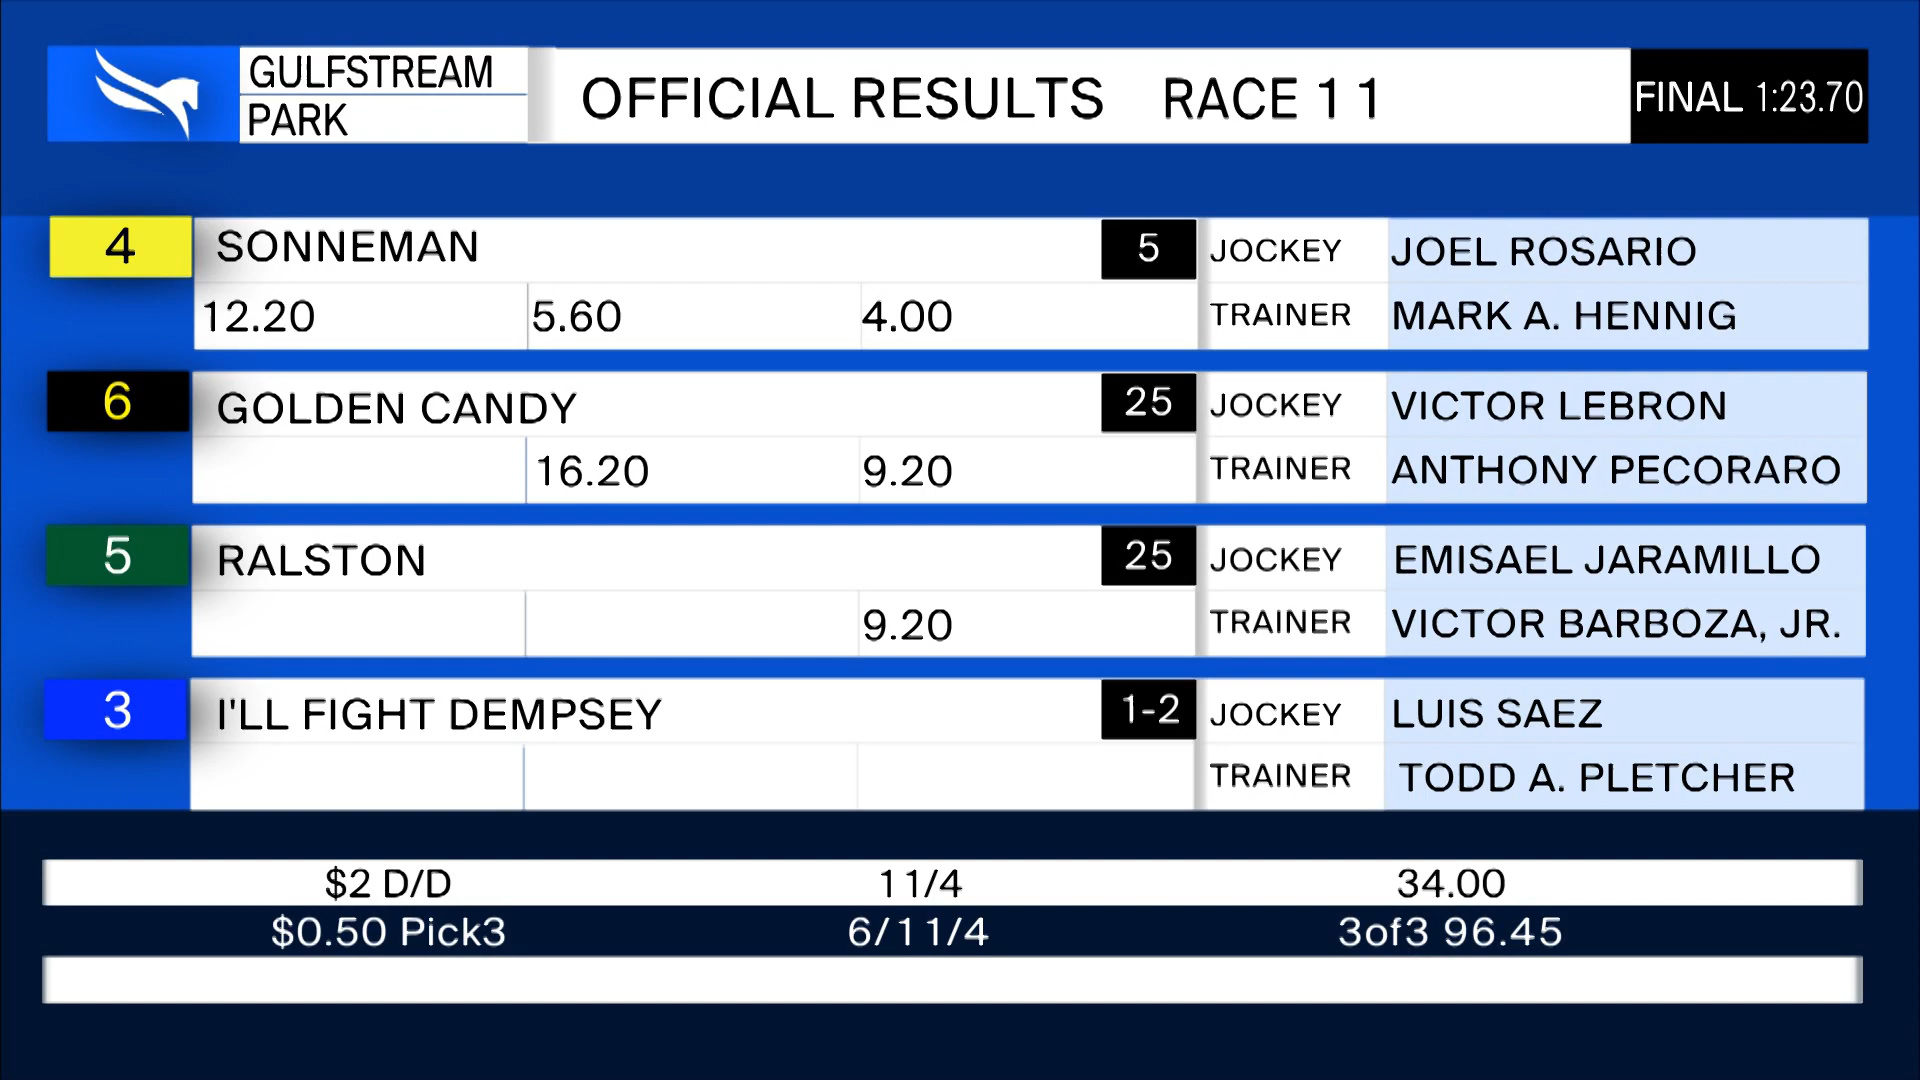 GULFSTREAM
PARK
OFFICIAL RESULTS RACE 11
FINAL 1:23.70
4 SONNEMAN 5 JOCKEY JOEL ROSARIO
12.20 5.60 4.00 TRAINER MARK A. HENNIG
6 GOLDEN CANDY 25 JOCKEY VICTOR LEBRON
16.20 9.20 TRAINER ANTHONY PECORARO
5 RALSTON 25 JOCKEY EMISAEL JARAMILLO
9.20 TRAINER VICTOR BARBOZA, JR.
3 I'LL FIGHT DEMPSEY 1-2 JOCKEY LUIS SAEZ
TRAINER TODD A. PLETCHER
$2 D/D 11/4 34.00
$0.50 Pick3 6/11/4 3of3 96.45